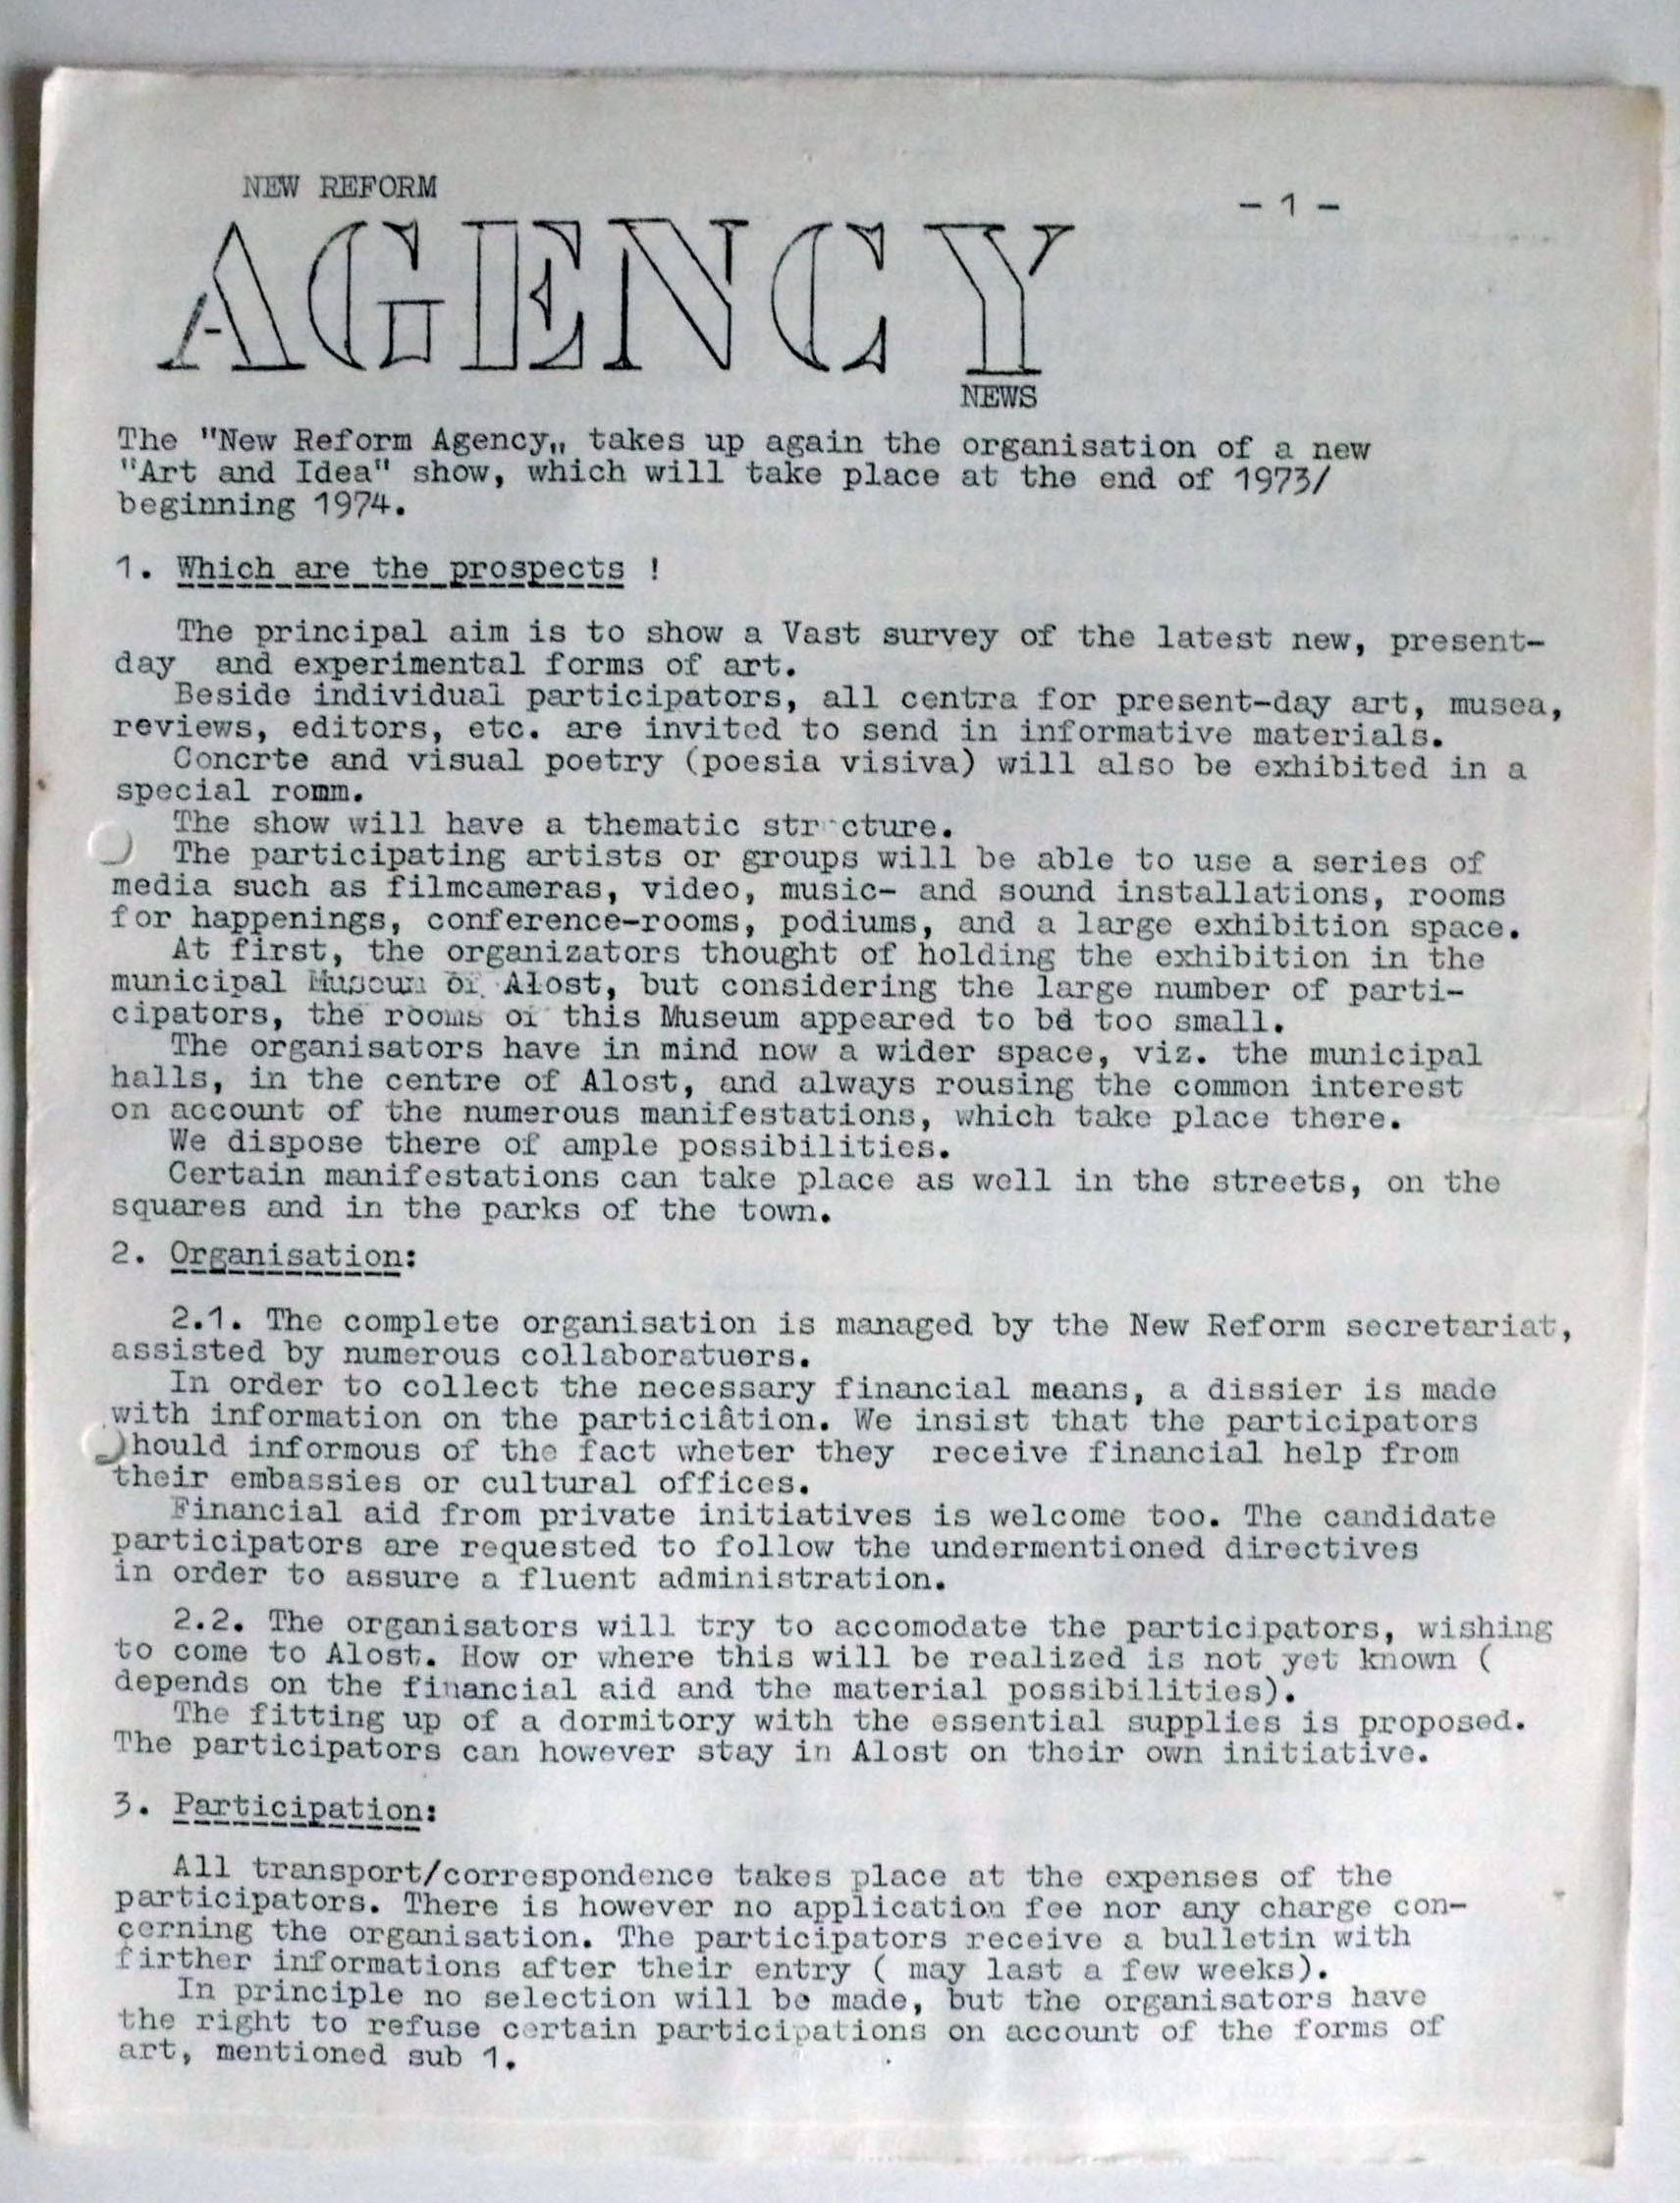 NEW REFORM
- 1 -
AGENCY
NEWS
The "New Reform Agency„ takes up again the organisation of a new
"Art and Idea" show, which will take place at the end of 1973/
beginning 1974.
1. Which are the prospects !
The principal aim is to show a Vast survey of the latest new, present-
day and experimental forms of art.
Beside individual participators, all centra for present-day art, musea,
reviews, editors, etc. are invited to send in informative materials.
Concrte and visual poetry (poesia visiva) will also be exhibited in a
special romm.
The show will have a thematic str cture.
The participating artists or groups will be able to use a series of
media such as filmcameras, video, music- and sound installations, rooms
for happenings, conference-rooms, podiums, and a large exhibition space.
At first, the organizators thought of holding the exhibition in the
municipal Museum of Alost, but considering the large number of parti-
cipators, the rooms of this Museum appeared to be too small.
The organisators have in mind now a wider space, viz. the municipal
halls, in the centre of Alost, and always rousing the common interest
on account of the numerous manifestations, which take place there.
We dispose there of ample possibilities.
Certain manifestations can take place as well in the streets, on the
squares and in the parks of the town.
2. Organisation:
2.1. The complete organisation is managed by the New Reform secretariat,
assisted by numerous collaboratuers.
In order to collect the necessary financial means, a dissier is made
with information on the particiâtion. We insist that the participators
hould informous of the fact wheter they receive financial help from
their embassies or cultural offices.
Financial aid from private initiatives is welcome too. The candidate
participators are requested to follow the undermentioned directives
in order to assure a fluent administration.
2.2. The organisators will try to accomodate the participators, wishing
to come to Alost. How or where this will be realized is not yet known (
depends on the financial aid and the material possibilities).
The fitting up of a dormitory with the essential supplies is proposed.
The participators can however stay in Alost on their own initiative.
3. Participation:
All transport/correspondence takes place at the expenses of the
participators. There is however no application fee nor any charge con-
cerning the organisation. The participators receive a bulletin with
firther informations after their entry ( may last a few weeks).
In principle no selection will be made, but the organisators have
the right to refuse certain participations on account of the forms of
art, mentioned sub 1.